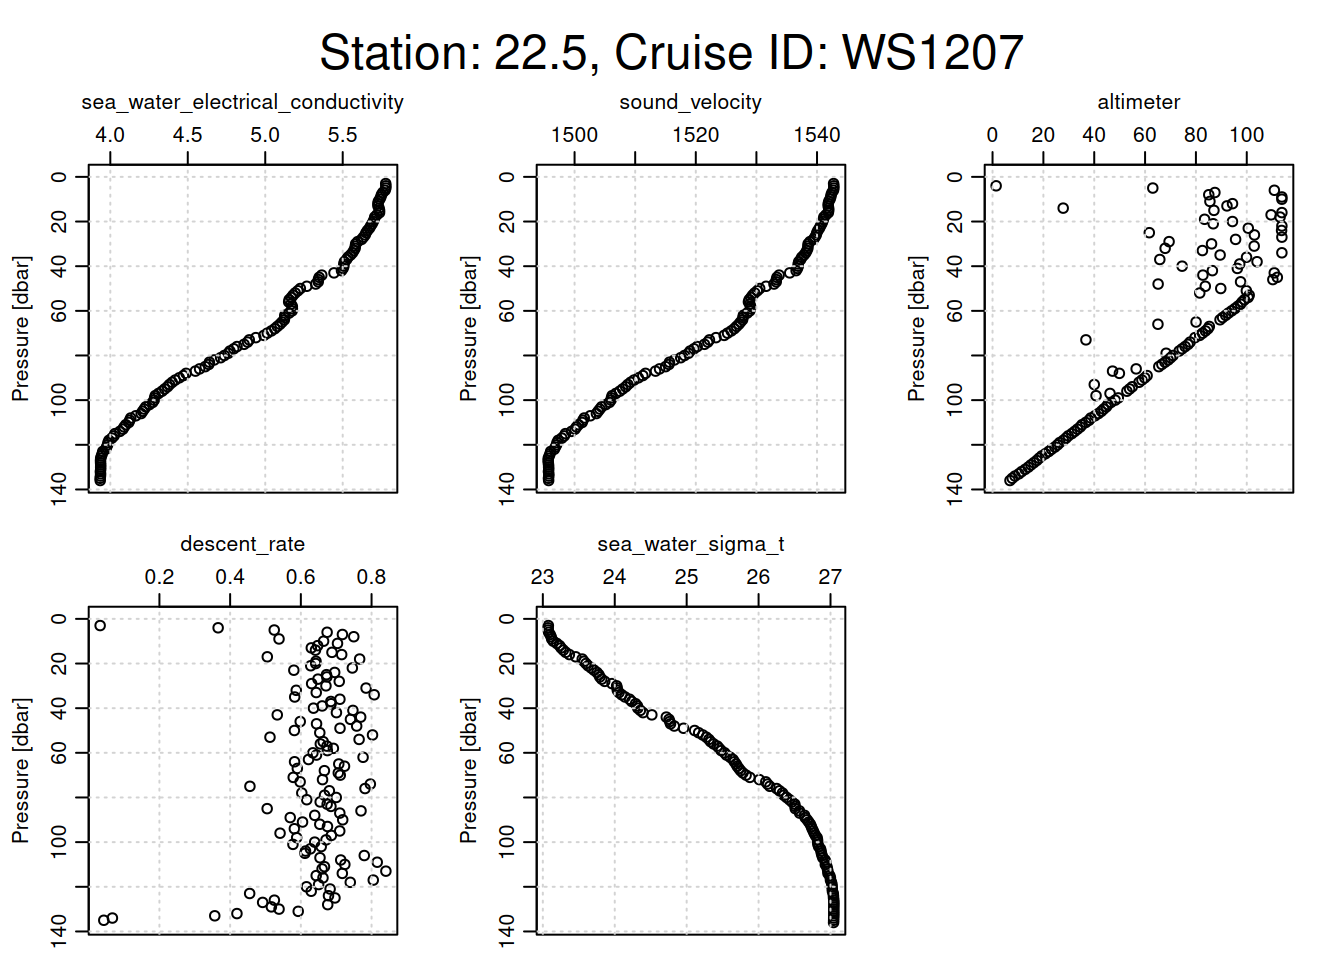 Station: 22.5, Cruise ID: WS1207
sea_water_electrical_conductivity
4.0 4.5 5.0 5.5
Pressure [dbar]
0 20 40 60 100 140
sound_velocity
1500 1520 1540
Pressure [dbar]
0 20 40 60 100 140
altimeter
0 20 40 60 80 100
Pressure [dbar]
0 20 40 60 100 140
descent_rate
0.2 0.4 0.6 0.8
Pressure [dbar]
0 20 40 60 100 140
sea_water_sigma_t
23 24 25 26 27
Pressure [dbar]
0 20 40 60 100 140